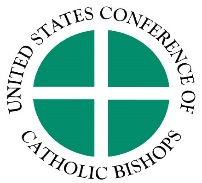 UNITED STATES CONFERENCE OF
CATHOLIC BISHOPS